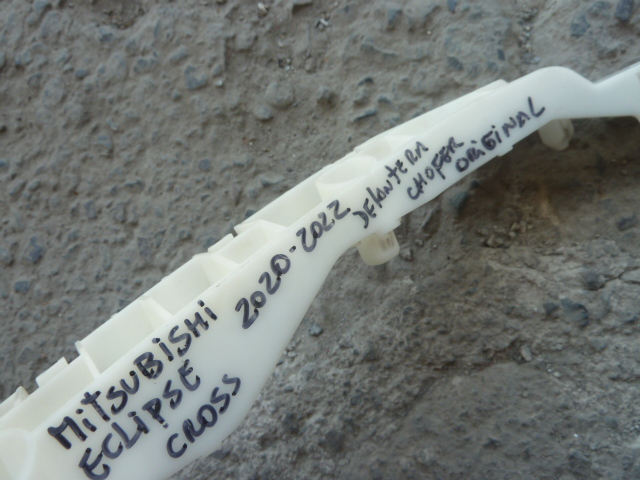 MiTSUBiSHi
ECLiPSE
CROSS
2020-2022
DElANTERA
CHOFER
ORiGiNAL